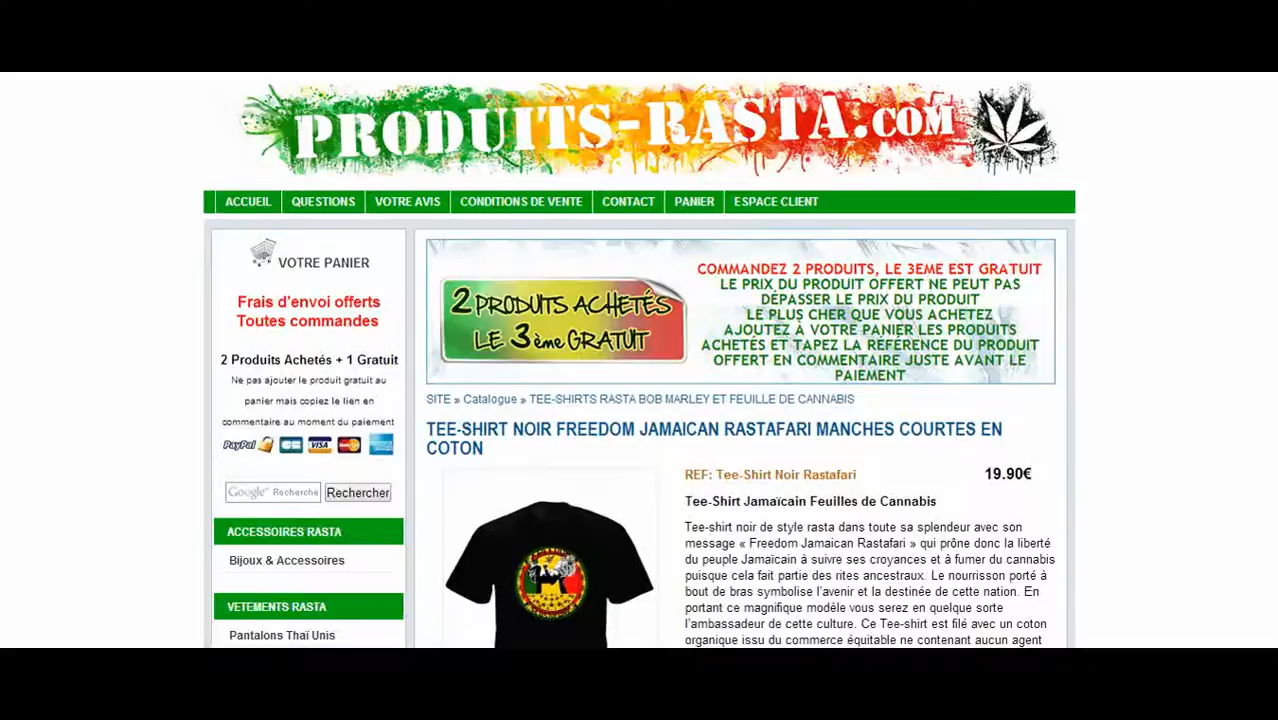 PRODUITS-RASTA.COM
ACCUEIL
QUESTIONS
VOTRE AVIS
CONDITIONS DE VENTE
CONTACT
PANIER
ESPACE CLIENT
VOTRE PANIER
Frais d'envoi offerts
Toutes commandes
2 Produits Achetés + 1 Gratuit
Ne pas ajouter le produit gratuit au
panier mais copiez le lien en
commentaire au moment du paiement
PayPal VISA MasterCard
Google Recherche Rechercher
ACCESSOIRES RASTA
Bijoux & Accessoires
VETEMENTS RASTA
Pantalons Thaï Unis
2 PRODUITS ACHETÉS
LE 3ème GRATUIT
COMMANDEZ 2 PRODUITS, LE 3EME EST GRATUIT
LE PRIX DU PRODUIT OFFERT NE PEUT PAS
DÉPASSER LE PRIX DU PRODUIT
LE PLUS CHER QUE VOUS ACHETEZ
AJOUTEZ À VOTRE PANIER LES PRODUITS
ACHETÉS ET TAPEZ LA RÉFÉRENCE DU PRODUIT
OFFERT EN COMMENTAIRE JUSTE AVANT LE
PAIEMENT
SITE » Catalogue » TEE-SHIRTS RASTA BOB MARLEY ET FEUILLE DE CANNABIS
TEE-SHIRT NOIR FREEDOM JAMAICAN RASTAFARI MANCHES COURTES EN
COTON
REF: Tee-Shirt Noir Rastafari
19.90€
Tee-Shirt Jamaïcain Feuilles de Cannabis
Tee-shirt noir de style rasta dans toute sa splendeur avec son
message « Freedom Jamaican Rastafari » qui prône donc la liberté
du peuple Jamaïcain à suivre ses croyances et à fumer du cannabis
puisque cela fait partie des rites ancestraux. Le nourrisson porté à
bout de bras symbolise l'avenir et la destinée de cette nation. En
portant ce magnifique modèle vous serez en quelque sorte
l'ambassadeur de cette culture. Ce Tee-shirt est filé avec un coton
organique issu du commerce équitable ne contenant aucun agent